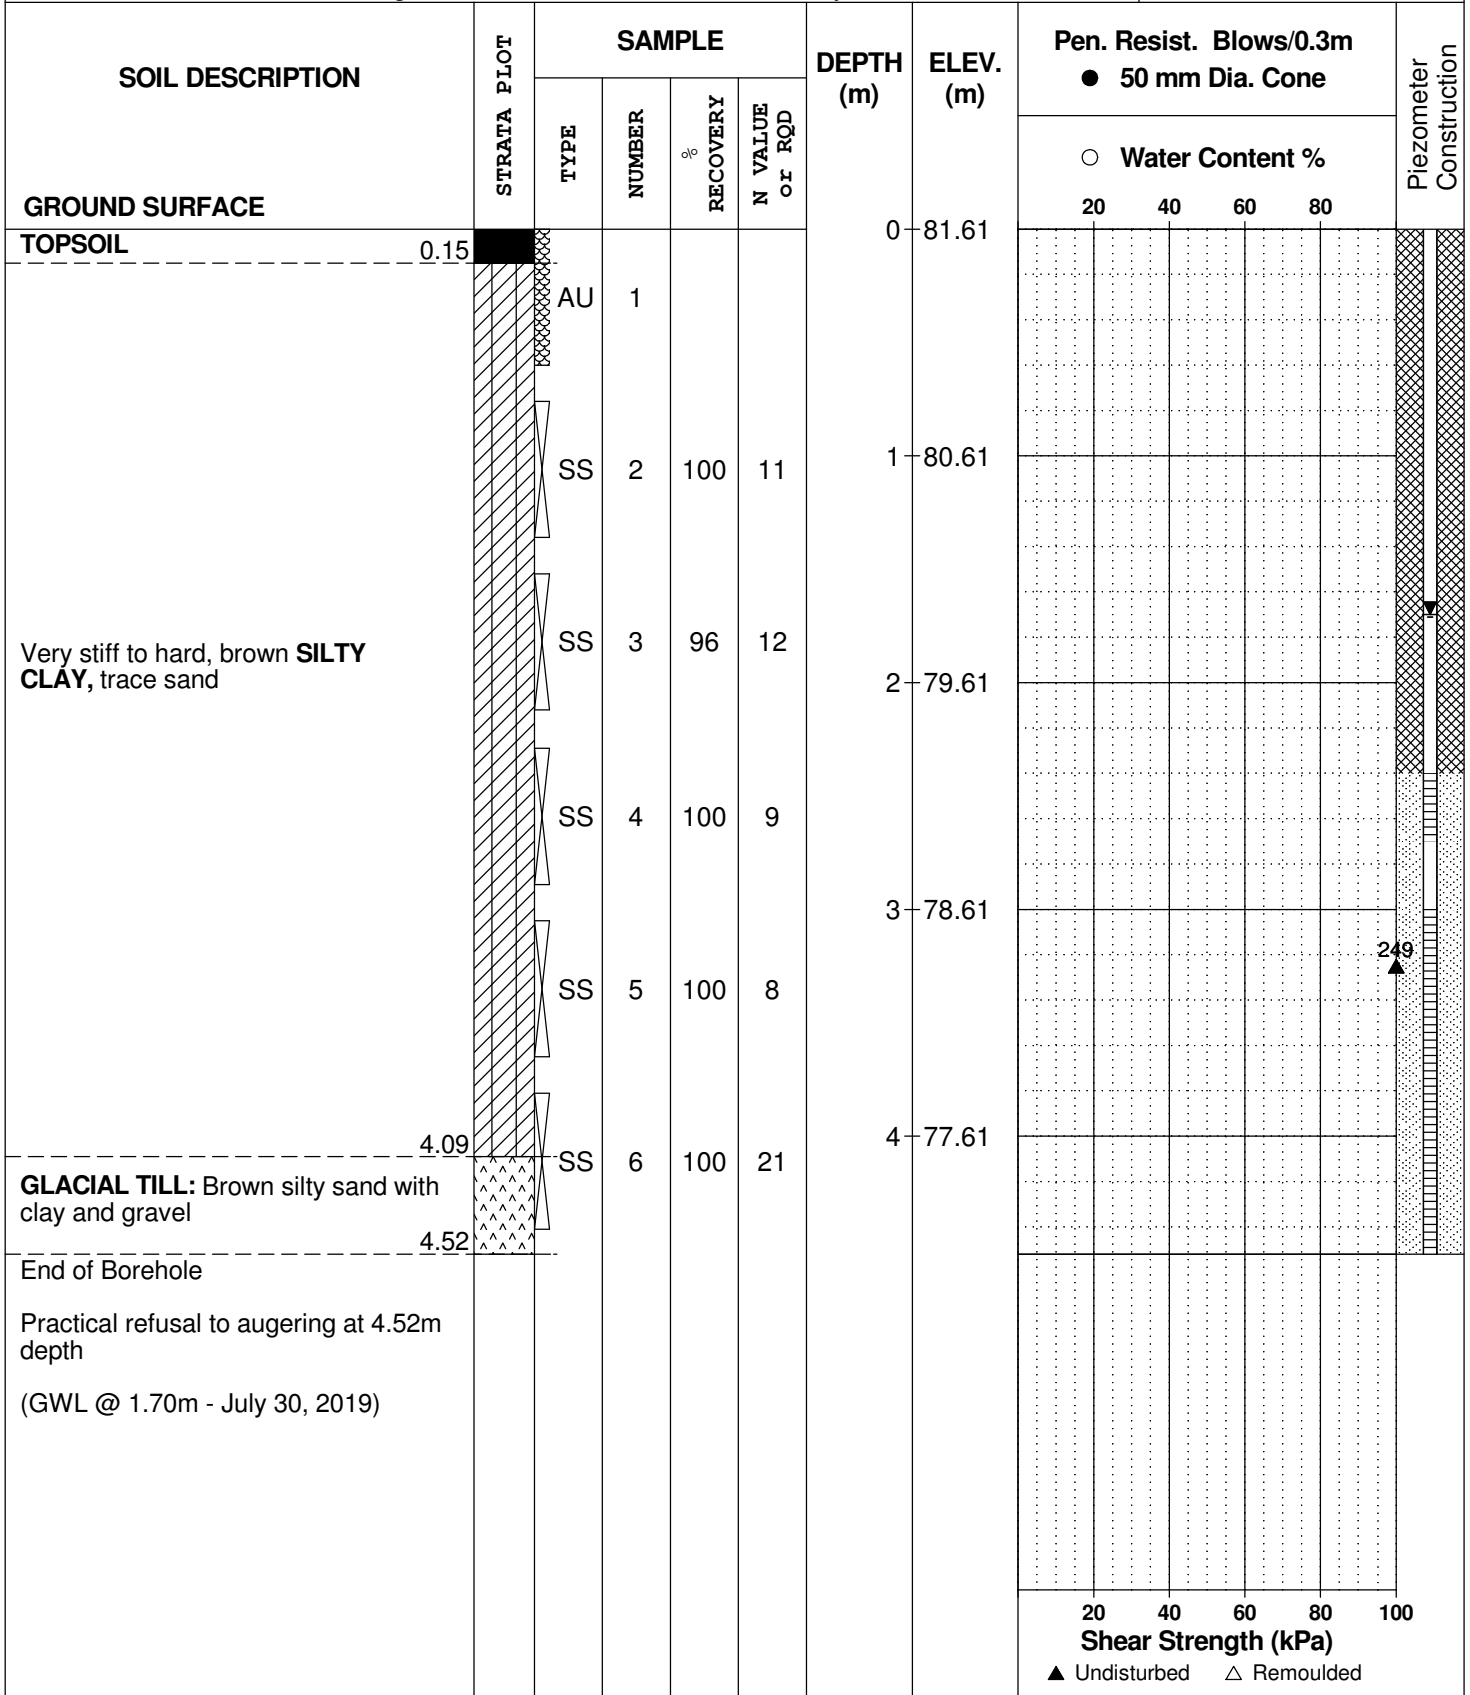 SOIL DESCRIPTION
GROUND SURFACE
STRATA PLOT
SAMPLE
TYPE
NUMBER
% RECOVERY
N VALUE or RQD
DEPTH (m)
ELEV. (m)
Pen. Resist. Blows/0.3m
● 50 mm Dia. Cone
○ Water Content %
20 40 60 80
Piezometer Construction
TOPSOIL 0.15
0 81.61
AU 1
1 80.61
SS 2 100 11
Very stiff to hard, brown SILTY
CLAY, trace sand
SS 3 96 12
2 79.61
SS 4 100 9
3 78.61
249
SS 5 100 8
4 77.61
4.09
SS 6 100 21
GLACIAL TILL: Brown silty sand with
clay and gravel
4.52
End of Borehole
Practical refusal to augering at 4.52m
depth
(GWL @ 1.70m - July 30, 2019)
20 40 60 80 100
Shear Strength (kPa)
▲ Undisturbed △ Remoulded